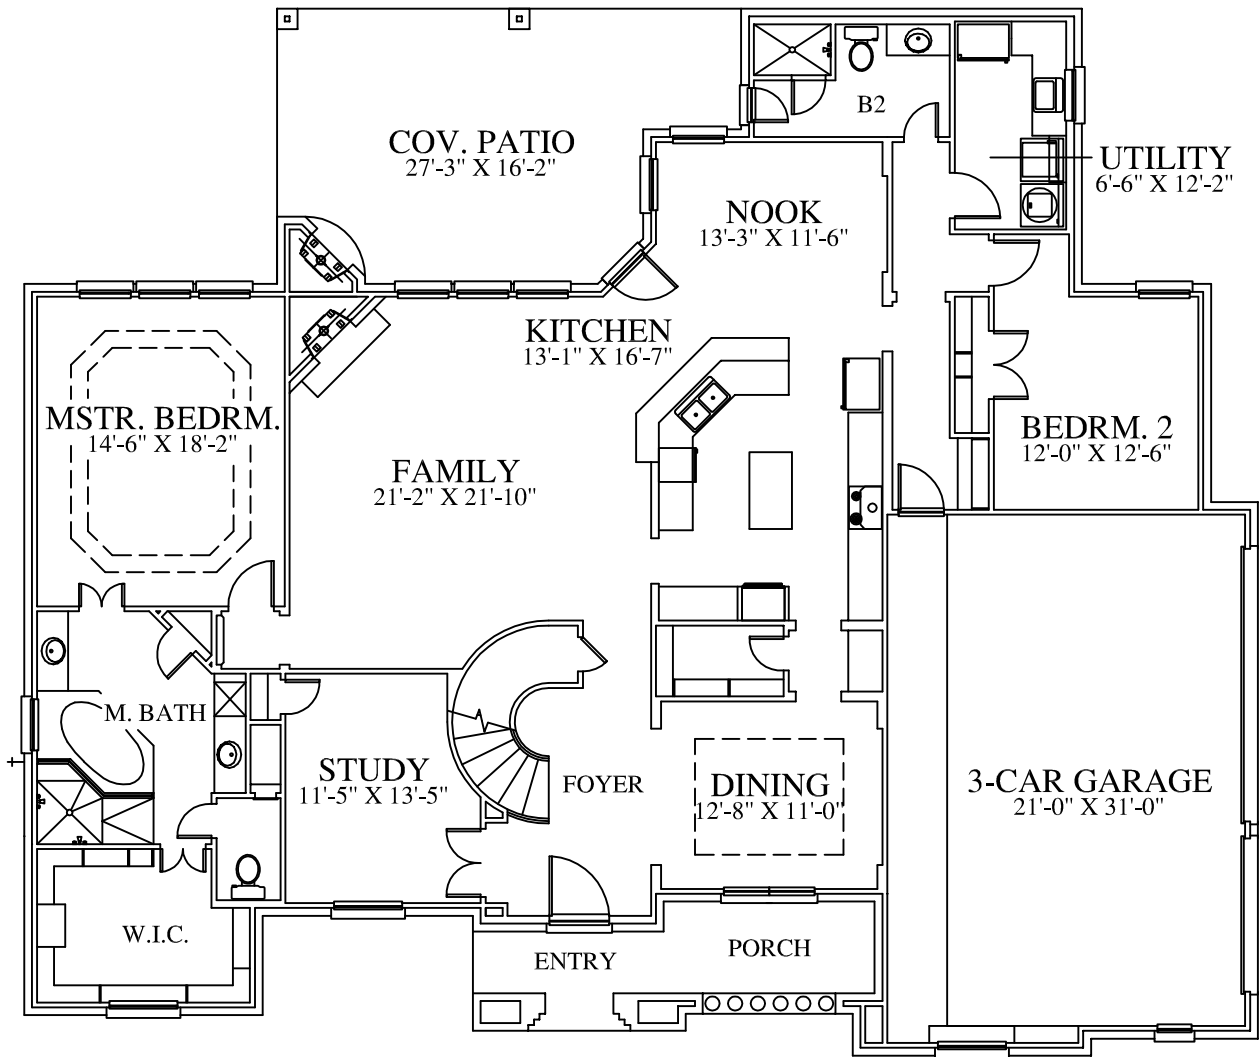 B2
COV. PATIO
27'-3" X 16'-2"
UTILITY
6'-6" X 12'-2"
NOOK
13'-3" X 11'-6"
KITCHEN
13'-1" X 16'-7"
MSTR. BEDRM.
14'-6" X 18'-2"
FAMILY
21'-2" X 21'-10"
BEDRM. 2
12'-0" X 12'-6"
M. BATH
STUDY
11'-5" X 13'-5"
FOYER
DINING
12'-8" X 11'-0"
3-CAR GARAGE
21'-0" X 31'-0"
W.I.C.
ENTRY
PORCH